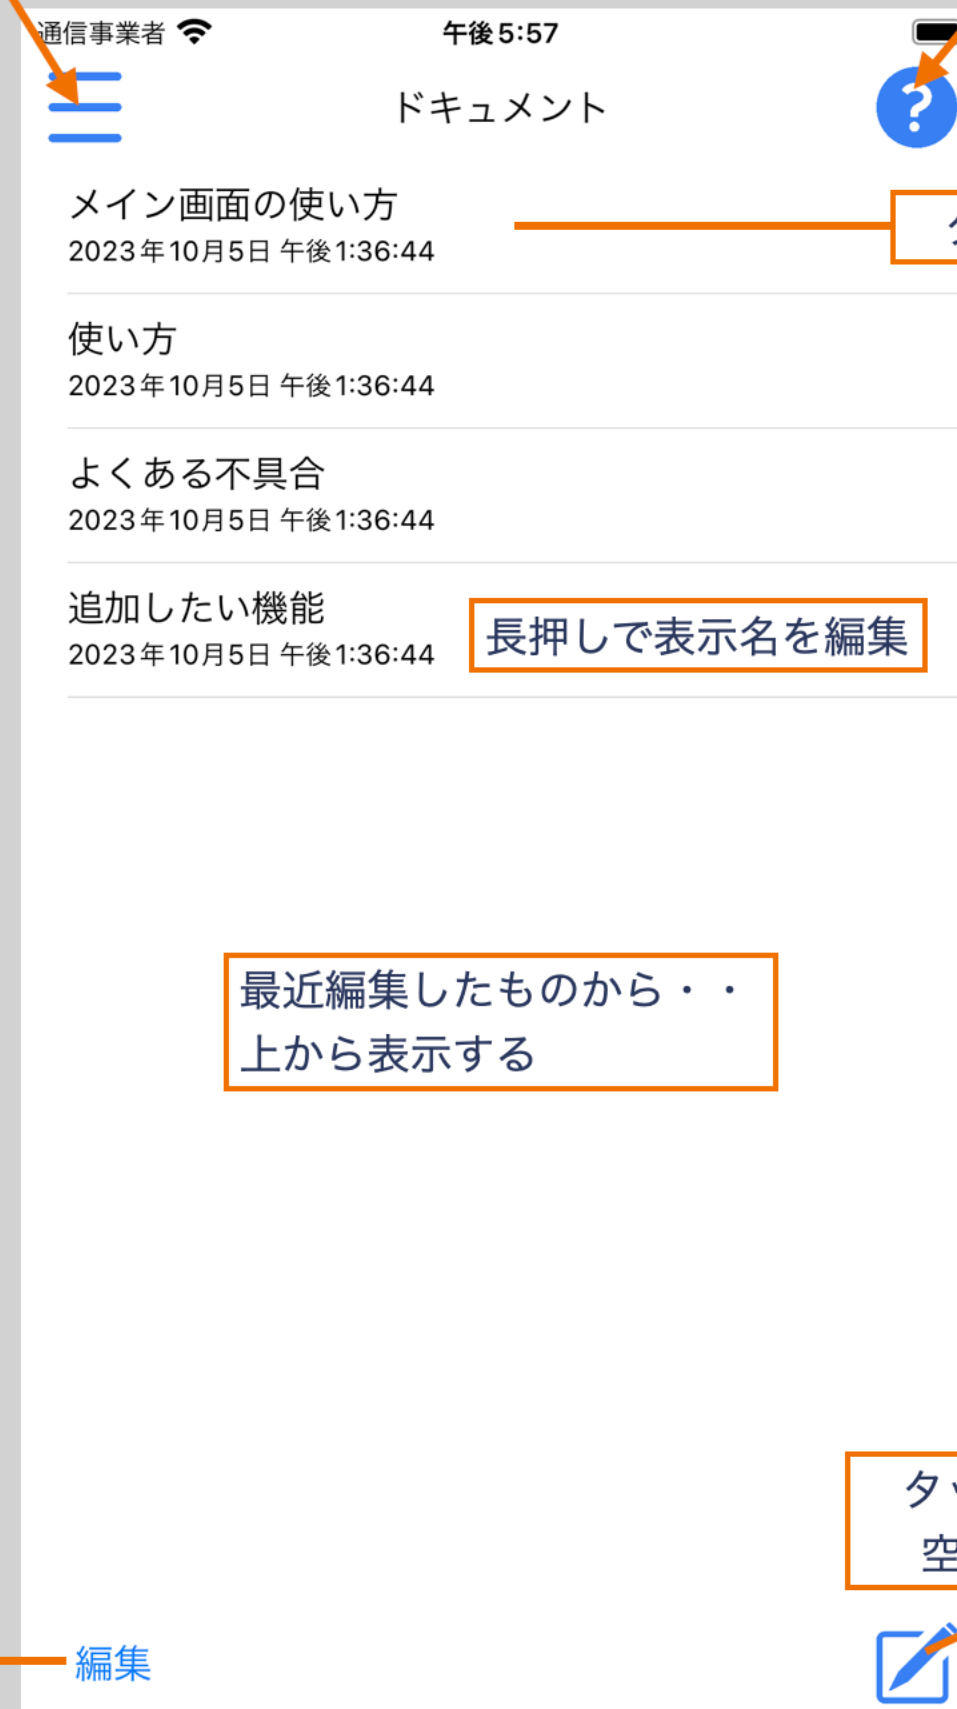 通信事業者
午後5:57
ドキュメント
メイン画面の使い方
2023年10月5日 午後1:36:44
使い方
2023年10月5日 午後1:36:44
よくある不具合
2023年10月5日 午後1:36:44
追加したい機能
2023年10月5日 午後1:36:44
長押しで表示名を編集
最近編集したものから・・
上から表示する
編集